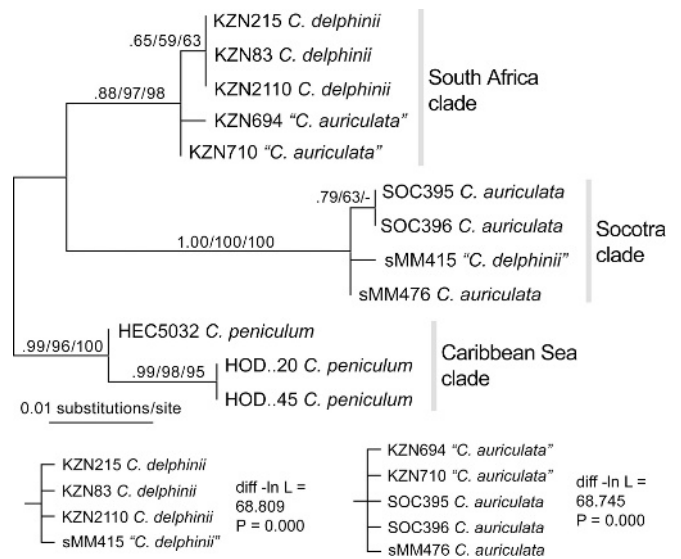 KZN215 C. delphinii
.65/59/63
KZN83 C. delphinii
KZN2110 C. delphinii
.88/97/98
KZN694 “C. auriculata”
KZN710 “C. auriculata”
South Africa
clade
.79/63/-
SOC395 C. auriculata
SOC396 C. auriculata
1.00/100/100
sMM415 “C. delphinii”
sMM476 C. auriculata
Socotra
clade
HEC5032 C. peniculum
.99/96/100
HOD..20 C. peniculum
.99/98/95
HOD..45 C. peniculum
Caribbean Sea
clade
0.01 substitutions/site
KZN215 C. delphinii
KZN83 C. delphinii
KZN2110 C. delphinii
sMM415 “C. delphinii”
diff -ln L =
68.809
P = 0.000
KZN694 “C. auriculata”
KZN710 “C. auriculata”
SOC395 C. auriculata
SOC396 C. auriculata
sMM476 C. auriculata
diff -ln L =
68.745
P = 0.000